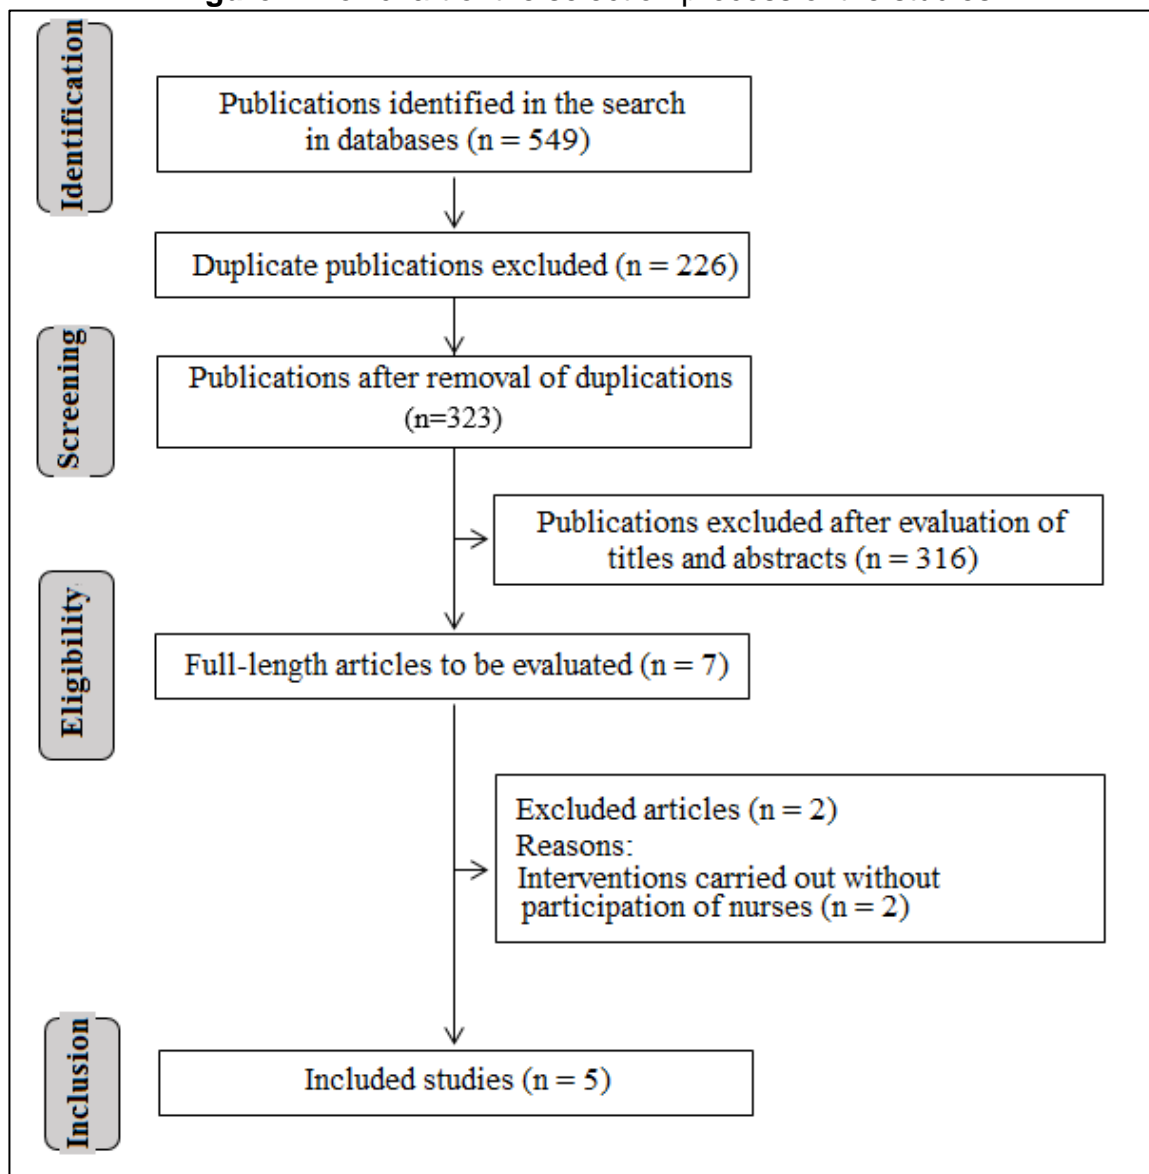 Identification
Publications identified in the search
in databases (n = 549)
Duplicate publications excluded (n = 226)
Screening
Publications after removal of duplications
(n=323)
Publications excluded after evaluation of
titles and abstracts (n = 316)
Eligibility
Full-length articles to be evaluated (n = 7)
Excluded articles (n = 2)
Reasons:
Interventions carried out without
participation of nurses (n = 2)
Inclusion
Included studies (n = 5)